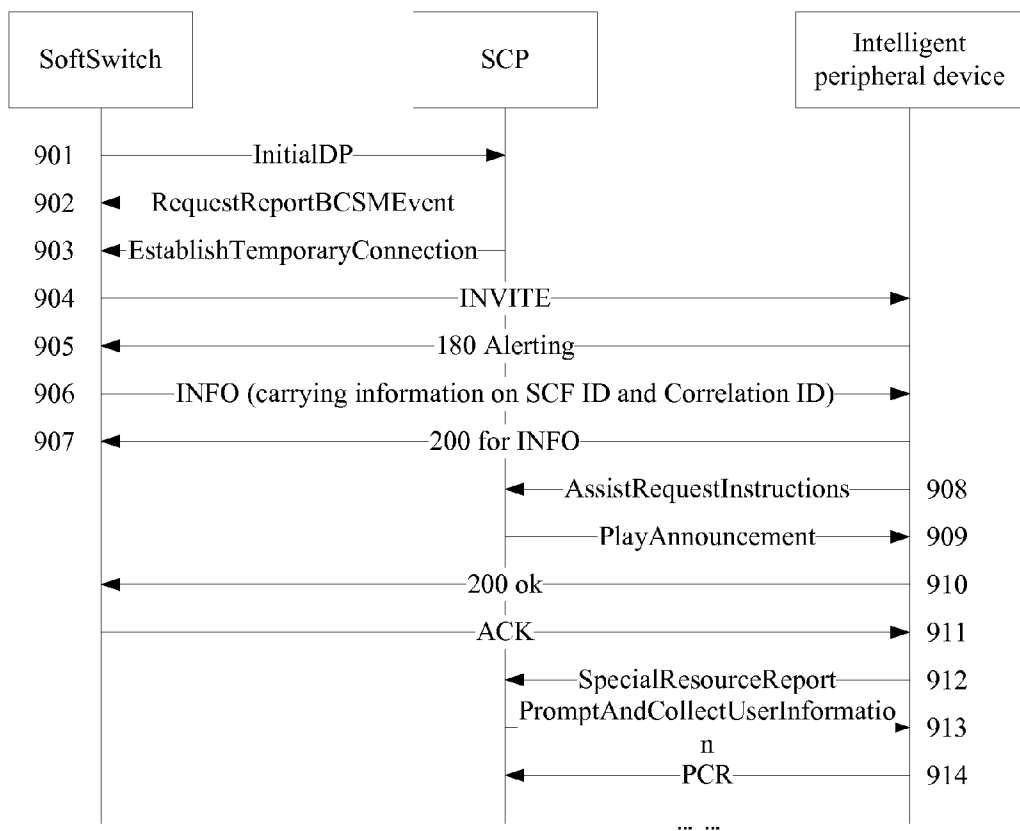 SoftSwitch
SCP
Intelligent
peripheral device
901 InitialDP
902 RequestReportBCSMEvent
903 EstablishTemporaryConnection
904 INVITE
905 180 Alerting
906 INFO (carrying information on SCF ID and Correlation ID)
907 200 for INFO
AssistRequestInstructions 908
PlayAnnouncement 909
200 ok 910
ACK 911
SpecialResourceReport 912
PromptAndCollectUserInformatio
n
913
PCR 914
... ...